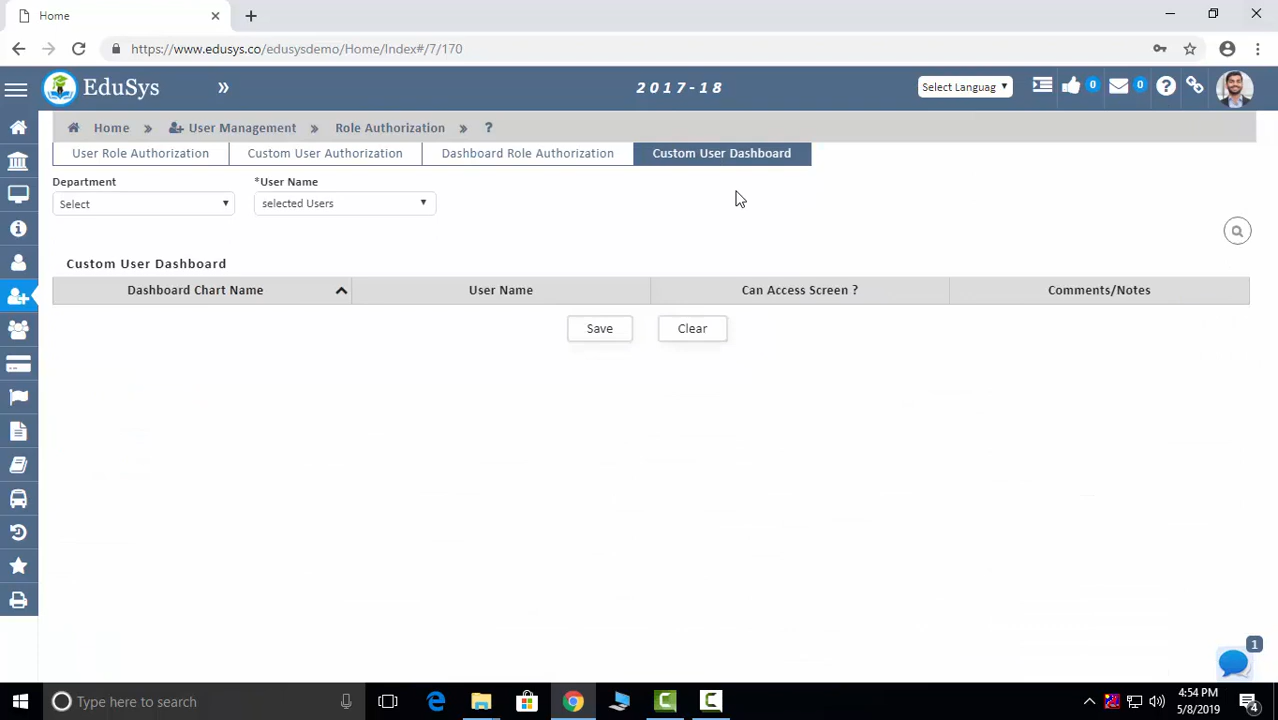 Home
https://www.edusys.co/edusysdemo/Home/Index#/7/170
EduSys » 2017-18 Select Languag 0 0
Home » User Management » Role Authorization » ?
User Role Authorization Custom User Authorization Dashboard Role Authorization Custom User Dashboard
Department *User Name
Select selected Users
Custom User Dashboard
Dashboard Chart Name User Name Can Access Screen ? Comments/Notes
Save Clear
1
Type here to search
4:54 PM
5/8/2019
4